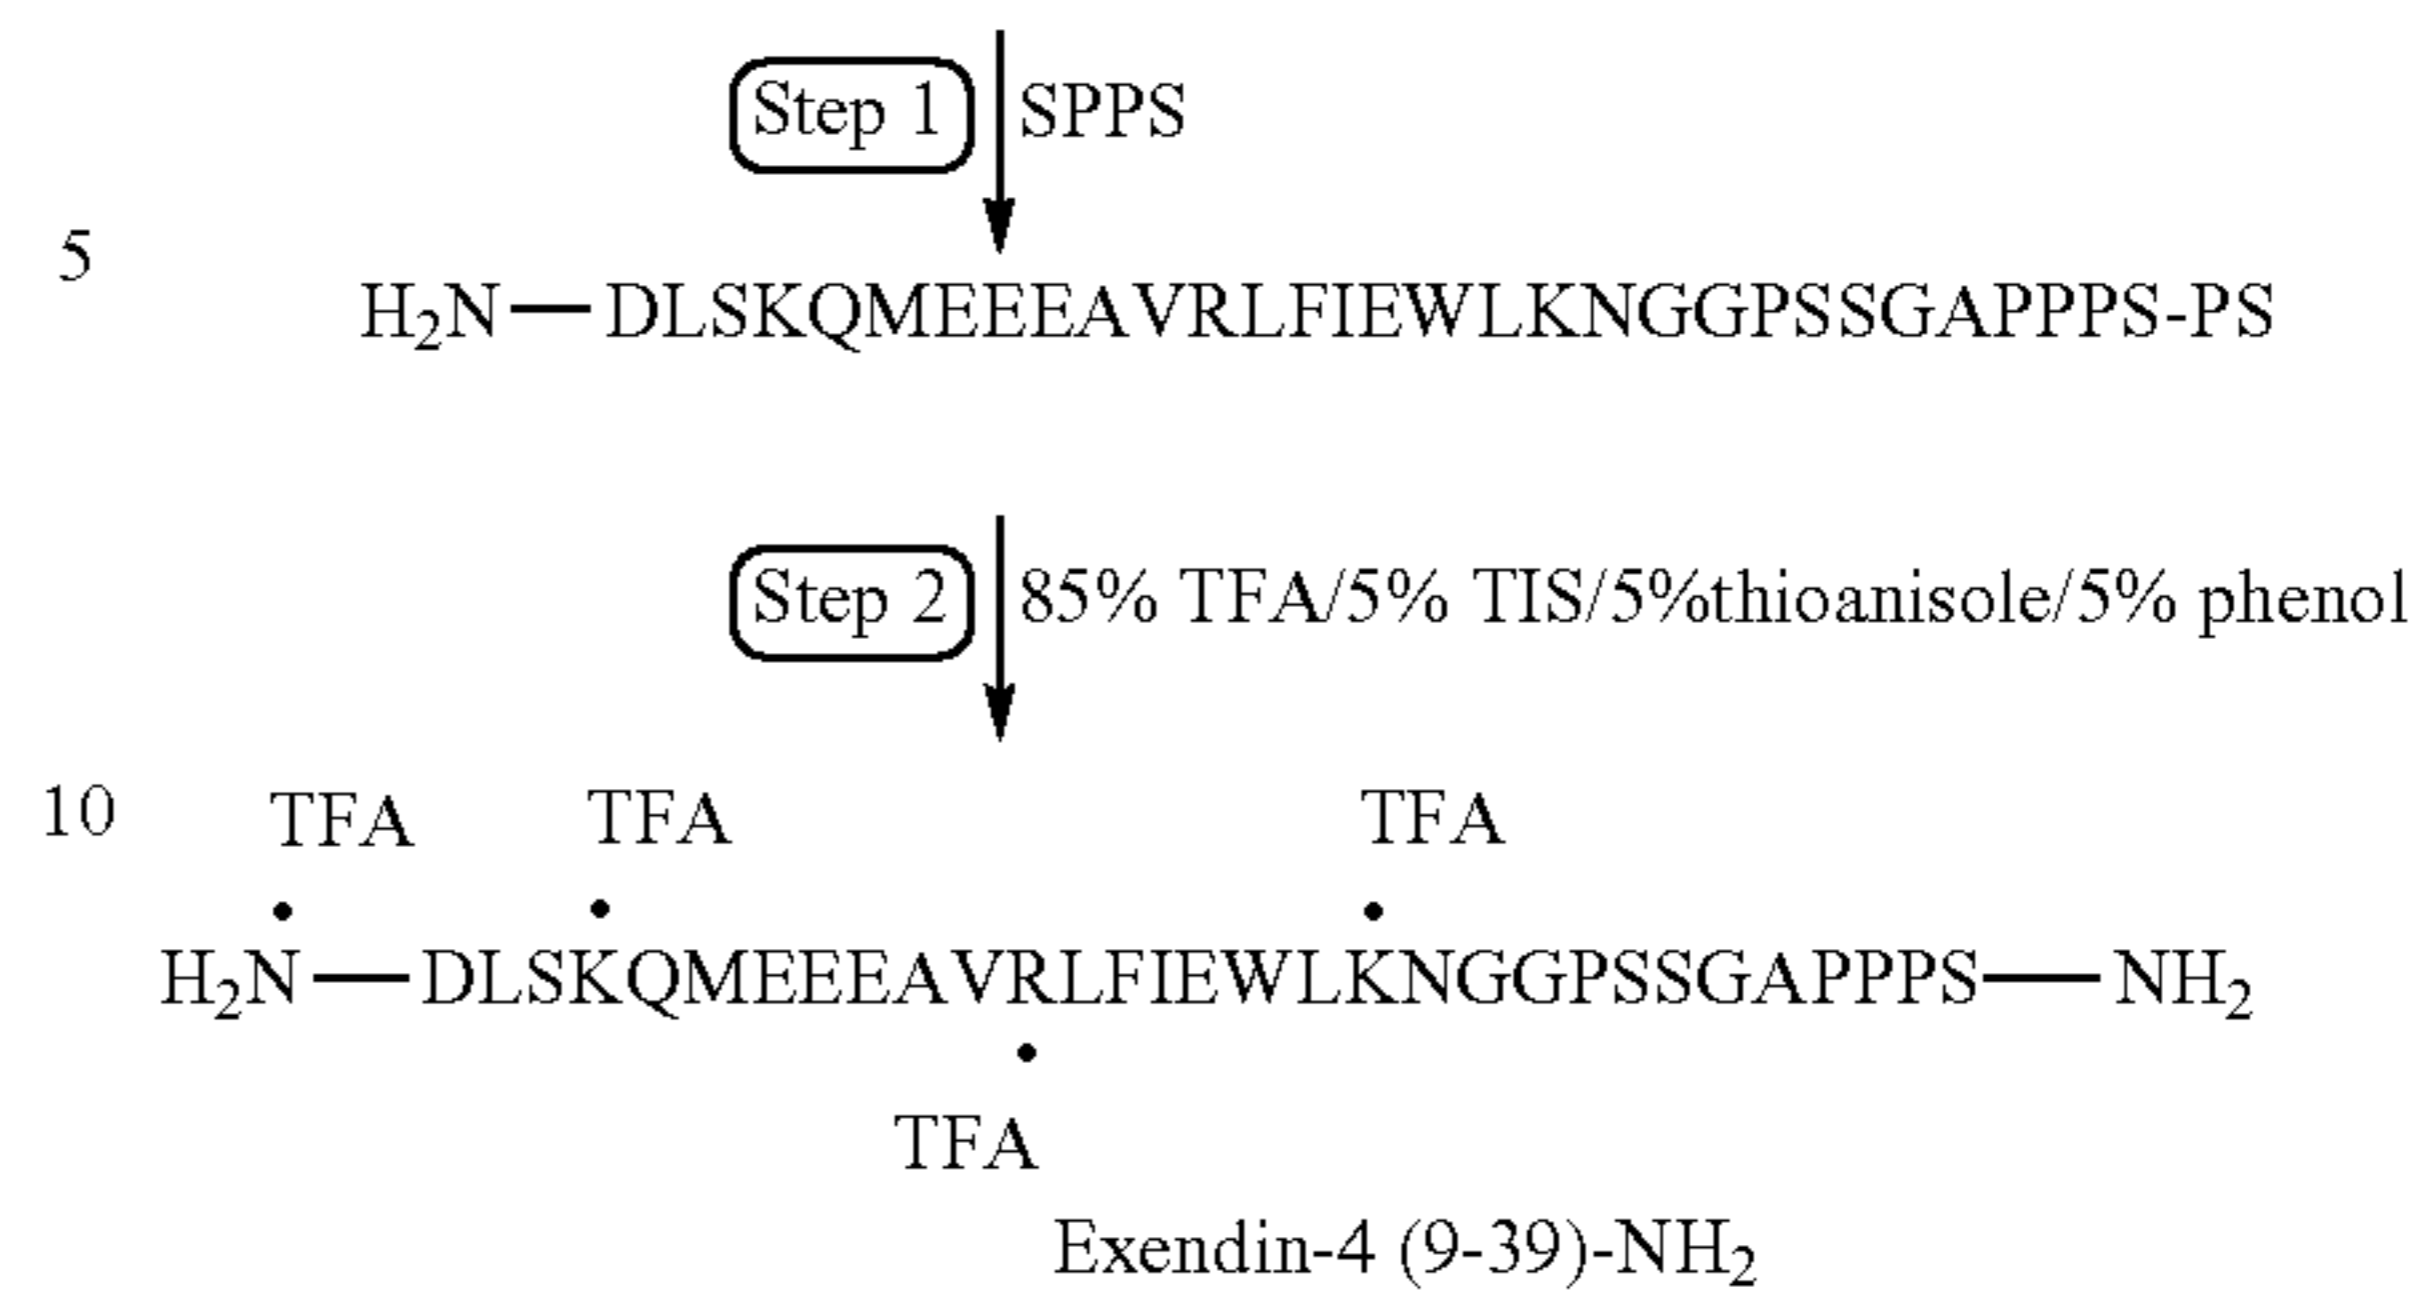 Step 1 SPPS
5
H₂N—DLSKQMEEEAVRLFIEWLKNGGPSSGAPPPS-PS
Step 2 85% TFA/5% TIS/5%thioanisole/5% phenol
10 TFA TFA TFA
H₂N—DLSKQMEEEAVRLFIEWLKNGGPSSGAPPPS—NH₂
TFA
Exendin-4 (9-39)-NH₂